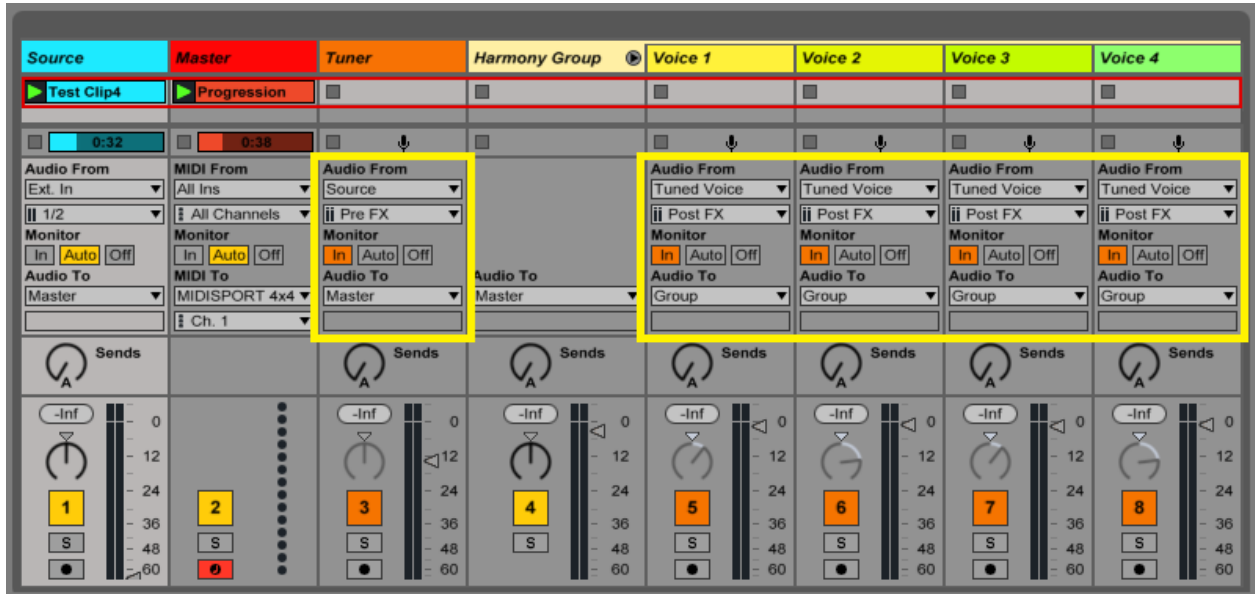 Source Master Tuner Harmony Group Voice 1 Voice 2 Voice 3 Voice 4
Test Clip4 Progression
0:32 0:38
Audio From MIDI From Audio From Audio From Audio From Audio From Audio From
Ext. In All Ins Source Tuned Voice Tuned Voice Tuned Voice Tuned Voice
1/2 All Channels Pre FX Post FX Post FX Post FX Post FX
Monitor Monitor Monitor Monitor Monitor Monitor Monitor
In Auto Off In Auto Off In Auto Off In Auto Off In Auto Off In Auto Off In Auto Off
Audio To MIDI To Audio To Audio To Audio To Audio To Audio To Audio To
Master MIDISPORT 4x4 Master Master Group Group Group Group
Ch. 1
Sends Sends Sends Sends Sends Sends Sends
A A A A A A A
-Inf -Inf -Inf -Inf -Inf -Inf -Inf
0 0 0 0 0 0 0
12 12 12 12 12 12 12
24 24 24 24 24 24 24
1 2 3 4 5 6 7 8
36 36 36 36 36 36 36
S S S S S S S S
48 48 48 48 48 48 48
60 60 60 60 60 60 60